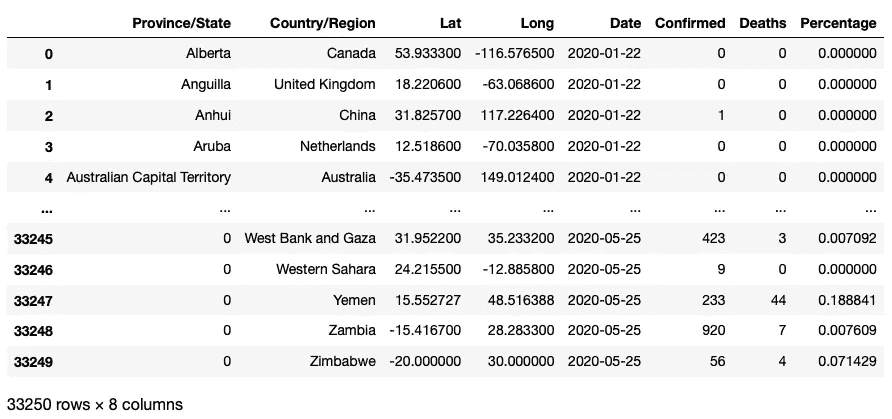 Province/State Country/Region Lat Long Date Confirmed Deaths Percentage
0 Alberta Canada 53.933300 -116.576500 2020-01-22 0 0 0.000000
1 Anguilla United Kingdom 18.220600 -63.068600 2020-01-22 0 0 0.000000
2 Anhui China 31.825700 117.226400 2020-01-22 1 0 0.000000
3 Aruba Netherlands 12.518600 -70.035800 2020-01-22 0 0 0.000000
4 Australian Capital Territory Australia -35.473500 149.012400 2020-01-22 0 0 0.000000
... ... ... ... ... ... ... ... ...
33245 0 West Bank and Gaza 31.952200 35.233200 2020-05-25 423 3 0.007092
33246 0 Western Sahara 24.215500 -12.885800 2020-05-25 9 0 0.000000
33247 0 Yemen 15.552727 48.516388 2020-05-25 233 44 0.188841
33248 0 Zambia -15.416700 28.283300 2020-05-25 920 7 0.007609
33249 0 Zimbabwe -20.000000 30.000000 2020-05-25 56 4 0.071429
33250 rows × 8 columns